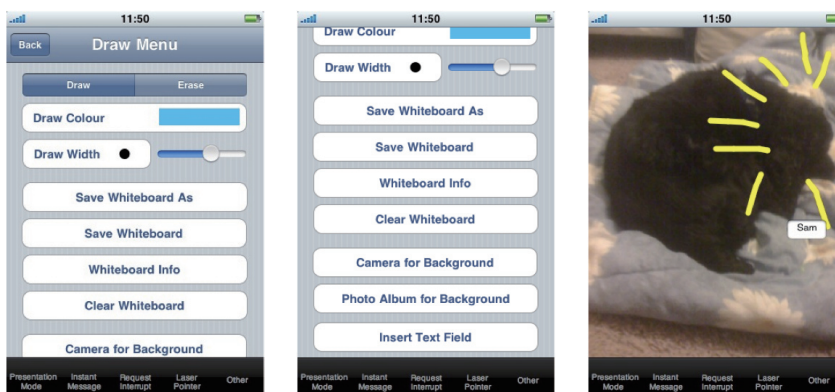 11:50
Back Draw Menu
Draw Erase
Draw Colour
Draw Width
Save Whiteboard As
Save Whiteboard
Whiteboard Info
Clear Whiteboard
Camera for Background
Presentation Mode Instant Message Request Interrupt Laser Pointer Other
11:50
Draw Colour
Draw Width
Save Whiteboard As
Save Whiteboard
Whiteboard Info
Clear Whiteboard
Camera for Background
Photo Album for Background
Insert Text Field
Presentation Mode Instant Message Request Interrupt Laser Pointer Other
11:50
Sam
Presentation Mode Instant Message Request Interrupt Laser Pointer Other